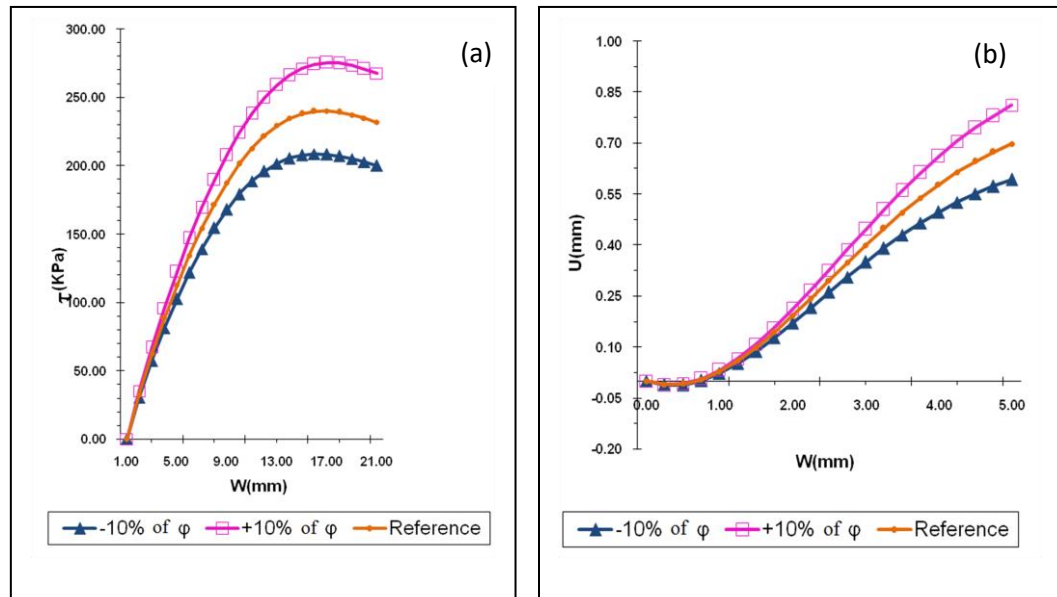 (a)
300.00
250.00
200.00
150.00
100.00
50.00
0.00
τ(KPa)
1.00 5.00 9.00 13.00 17.00 21.00
W(mm)
-10% of φ +10% of φ Reference
(b)
1.00
0.85
0.70
0.55
0.40
0.25
0.10
-0.05
-0.20
U(mm)
0.00 1.00 2.00 3.00 4.00 5.00
W(mm)
-10% of φ +10% of φ Reference